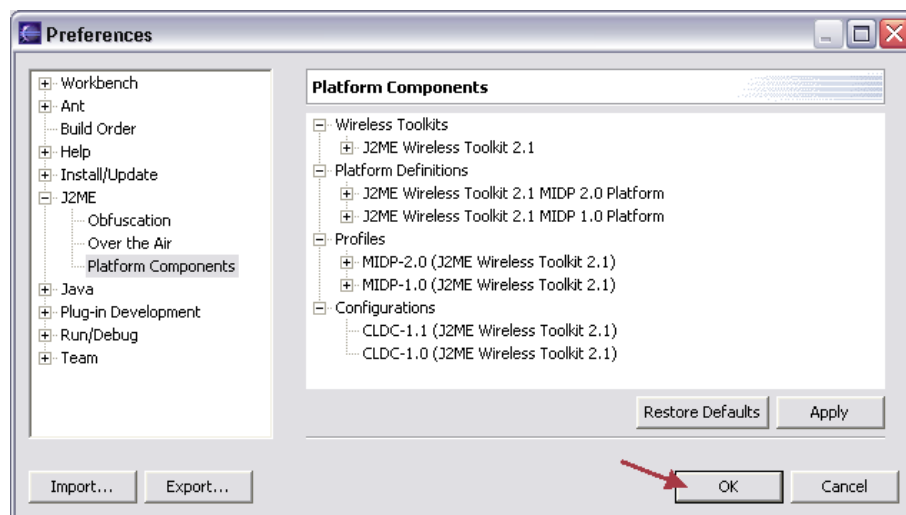 Preferences
Workbench
Ant
Build Order
Help
Install/Update
J2ME
Obfuscation
Over the Air
Platform Components
Java
Plug-in Development
Run/Debug
Team
Platform Components
Wireless Toolkits
J2ME Wireless Toolkit 2.1
Platform Definitions
J2ME Wireless Toolkit 2.1 MIDP 2.0 Platform
J2ME Wireless Toolkit 2.1 MIDP 1.0 Platform
Profiles
MIDP-2.0 (J2ME Wireless Toolkit 2.1)
MIDP-1.0 (J2ME Wireless Toolkit 2.1)
Configurations
CLDC-1.1 (J2ME Wireless Toolkit 2.1)
CLDC-1.0 (J2ME Wireless Toolkit 2.1)
Restore Defaults Apply
Import... Export... OK Cancel